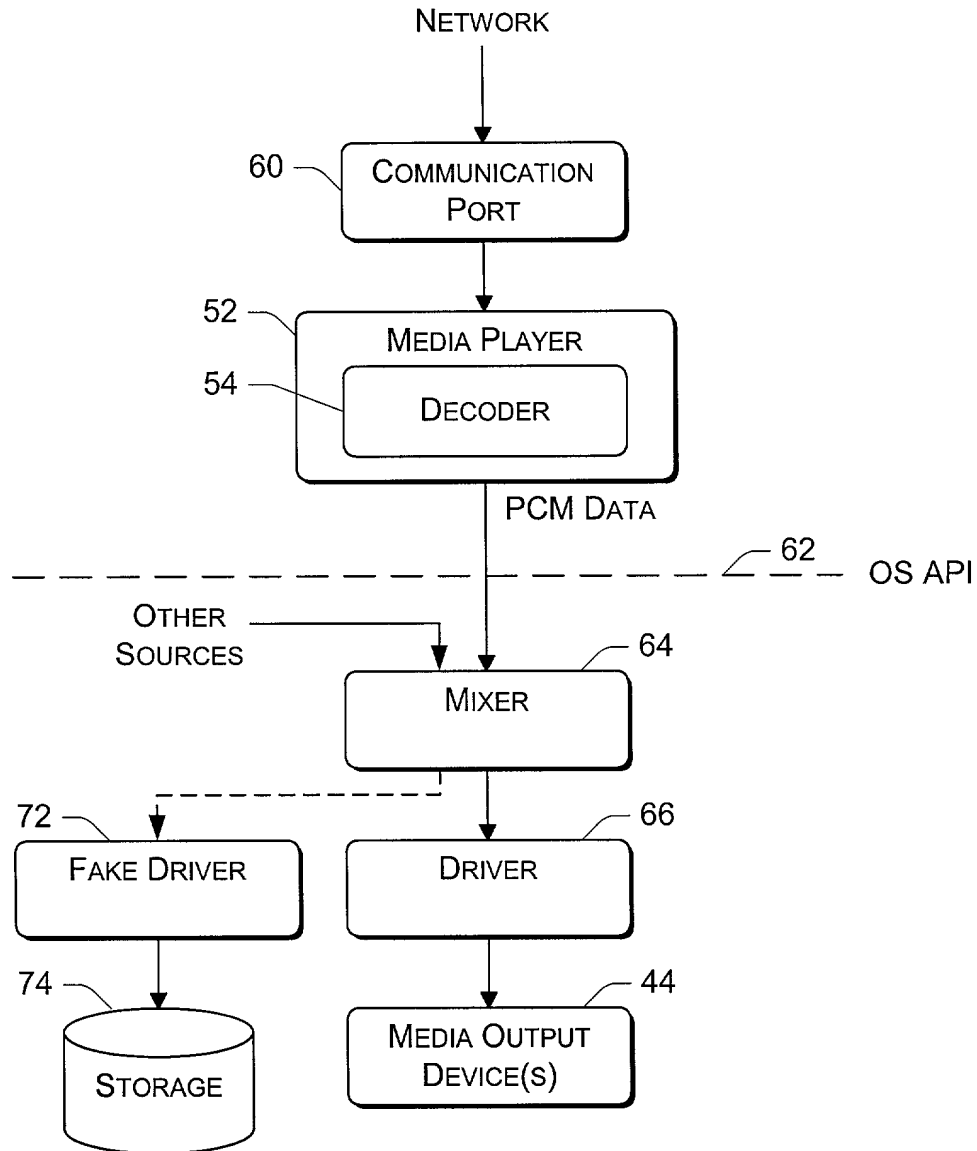 NETWORK
60
COMMUNICATION
PORT
52
MEDIA PLAYER
54
DECODER
PCM DATA
62
OS API
OTHER
SOURCES
64
MIXER
72
66
FAKE DRIVER
DRIVER
74
44
STORAGE
MEDIA OUTPUT
DEVICE(S)